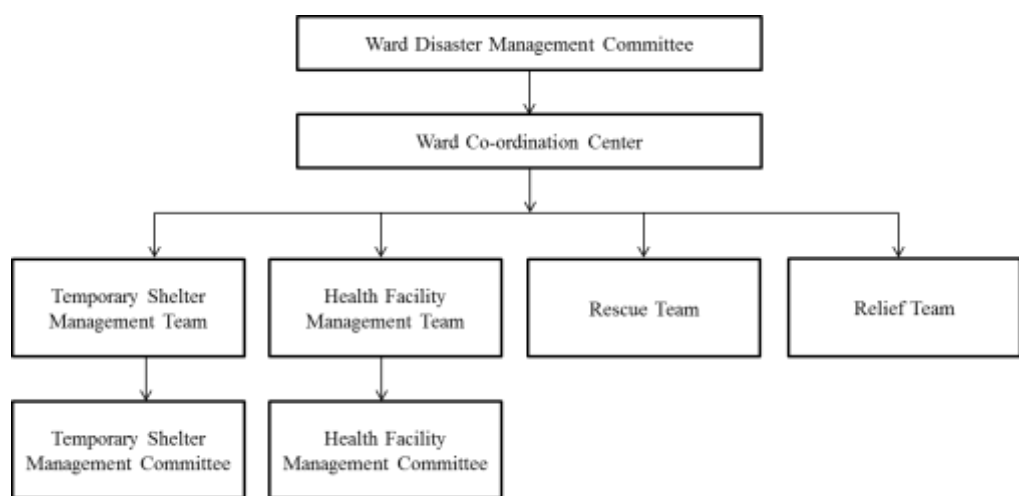 Ward Disaster Management Committee
Ward Co-ordination Center
Temporary Shelter
Management Team
Health Facility
Management Team
Rescue Team
Relief Team
Temporary Shelter
Management Committee
Health Facility
Management Committee